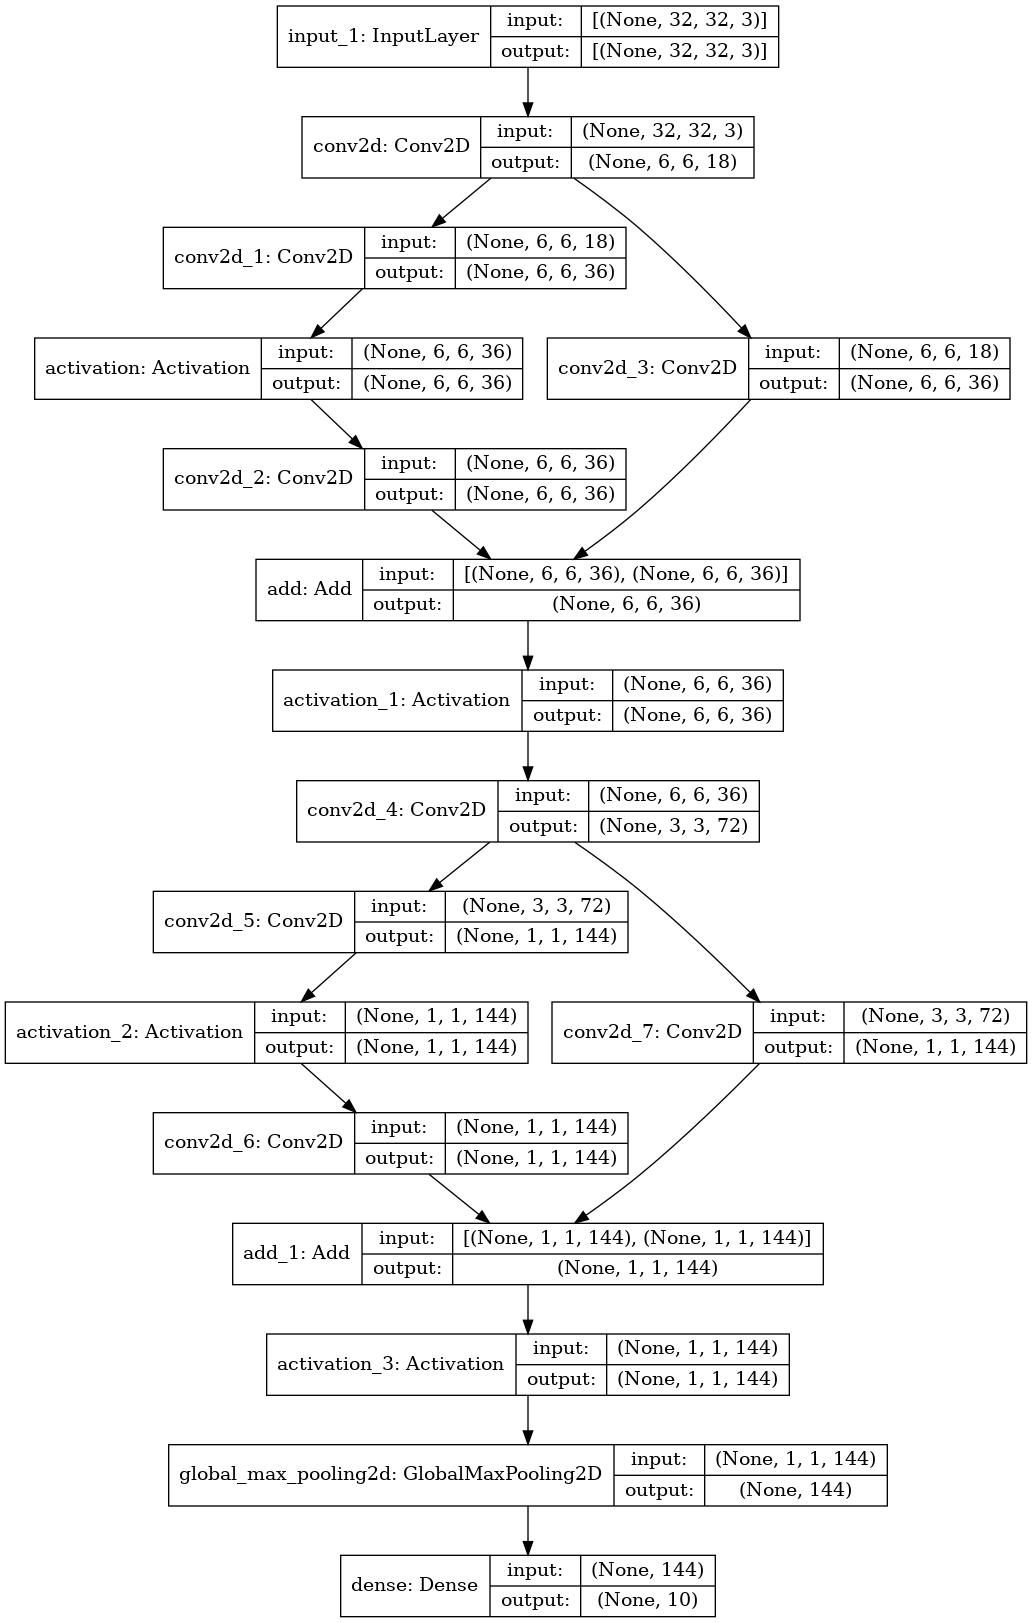 input_1: InputLayer
input:
[(None, 32, 32, 3)]
output:
[(None, 32, 32, 3)]
conv2d: Conv2D
input:
(None, 32, 32, 3)
output:
(None, 6, 6, 18)
conv2d_1: Conv2D
input:
(None, 6, 6, 18)
output:
(None, 6, 6, 36)
activation: Activation
input:
(None, 6, 6, 36)
output:
(None, 6, 6, 36)
conv2d_3: Conv2D
input:
(None, 6, 6, 18)
output:
(None, 6, 6, 36)
conv2d_2: Conv2D
input:
(None, 6, 6, 36)
output:
(None, 6, 6, 36)
add: Add
input:
[(None, 6, 6, 36), (None, 6, 6, 36)]
output:
(None, 6, 6, 36)
activation_1: Activation
input:
(None, 6, 6, 36)
output:
(None, 6, 6, 36)
conv2d_4: Conv2D
input:
(None, 6, 6, 36)
output:
(None, 3, 3, 72)
conv2d_5: Conv2D
input:
(None, 3, 3, 72)
output:
(None, 1, 1, 144)
activation_2: Activation
input:
(None, 1, 1, 144)
output:
(None, 1, 1, 144)
conv2d_7: Conv2D
input:
(None, 3, 3, 72)
output:
(None, 1, 1, 144)
conv2d_6: Conv2D
input:
(None, 1, 1, 144)
output:
(None, 1, 1, 144)
add_1: Add
input:
[(None, 1, 1, 144), (None, 1, 1, 144)]
output:
(None, 1, 1, 144)
activation_3: Activation
input:
(None, 1, 1, 144)
output:
(None, 1, 1, 144)
global_max_pooling2d: GlobalMaxPooling2D
input:
(None, 1, 1, 144)
output:
(None, 144)
dense: Dense
input:
(None, 144)
output:
(None, 10)